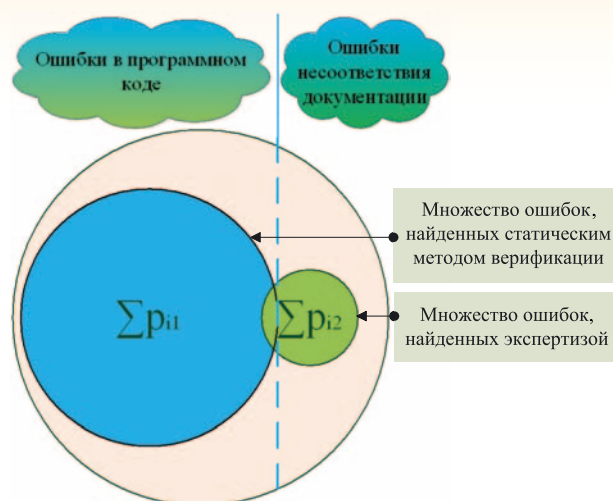 Ошибки в программном
коде
Ошибки
несоответствия
документации
Множество ошибок,
найденных статическим
методом верификации
∑pi1
∑pi2
Множество ошибок,
найденных экспертизой